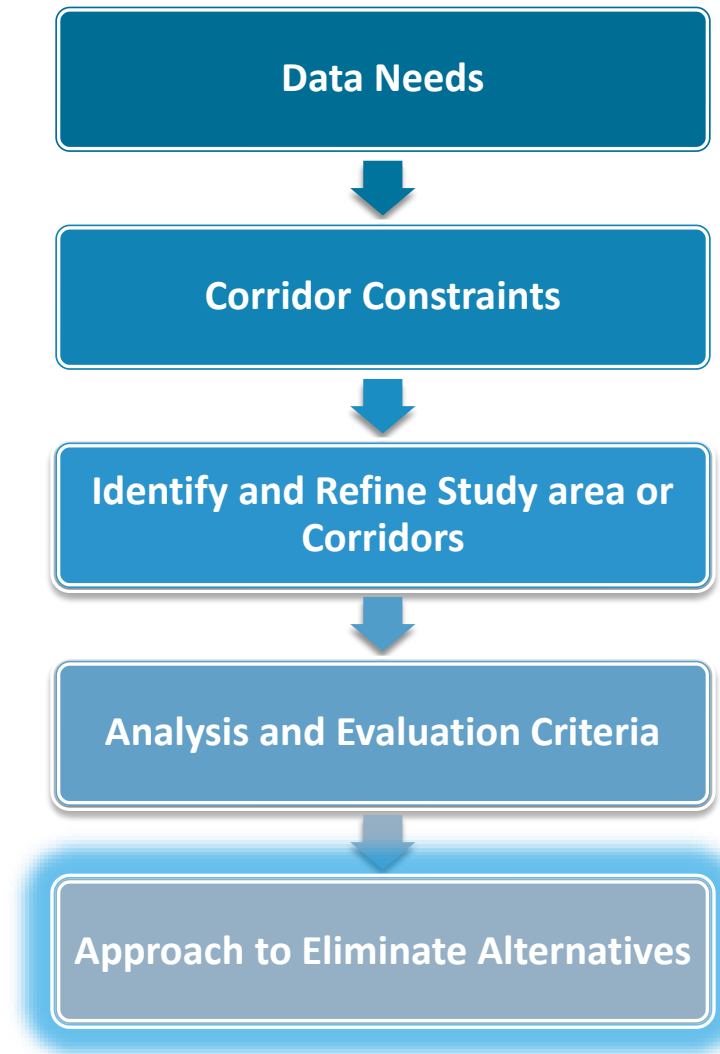 Data Needs
Corridor Constraints
Identify and Refine Study area or
Corridors
Analysis and Evaluation Criteria
Approach to Eliminate Alternatives